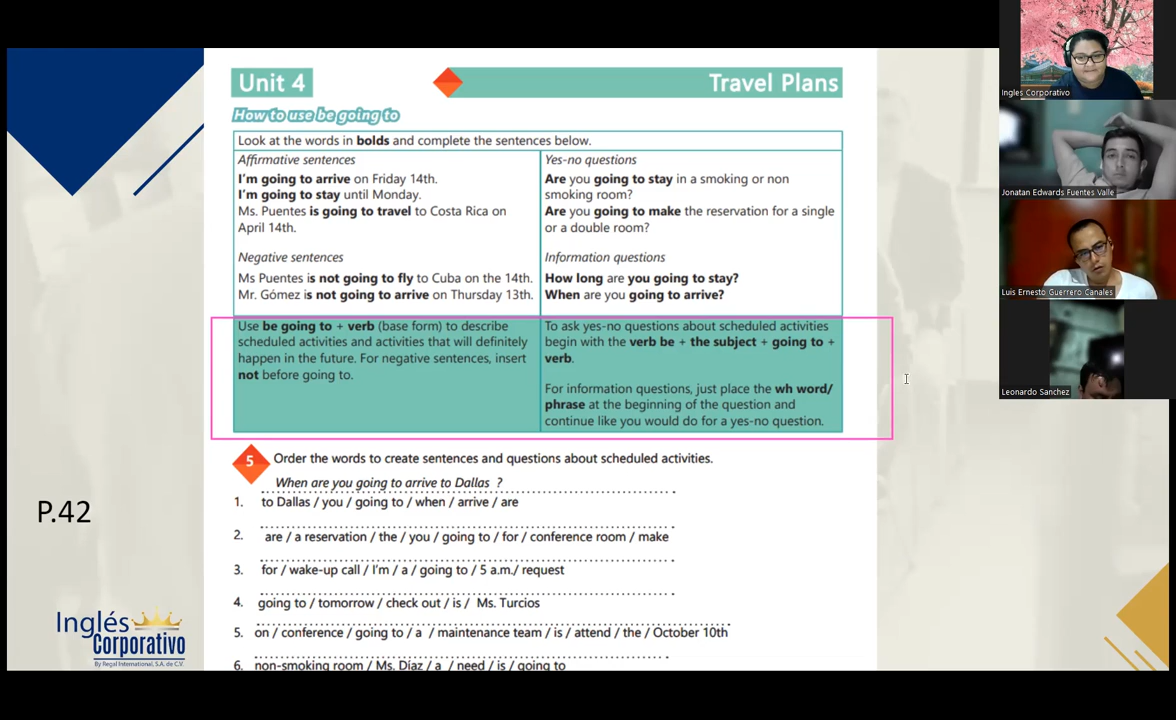 Unit 4
Travel Plans
How to use be going to
Look at the words in bolds and complete the sentences below.
Affirmative sentences
I'm going to arrive on Friday 14th.
I'm going to stay until Monday.
Ms. Puentes is going to travel to Costa Rica on
April 14th.
Negative sentences
Ms Puentes is not going to fly to Cuba on the 14th.
Mr. Gómez is not going to arrive on Thursday 13th.
Yes-no questions
Are you going to stay in a smoking or non
smoking room?
Are you going to make the reservation for a single
or a double room?
Information questions
How long are you going to stay?
When are you going to arrive?
Use be going to + verb (base form) to describe
scheduled activities and activities that will definitely
happen in the future. For negative sentences, insert
not before going to.
To ask yes-no questions about scheduled activities
begin with the verb be + the subject + going to +
verb.
For information questions, just place the wh word/
phrase at the beginning of the question and
continue like you would do for a yes-no question.
5 Order the words to create sentences and questions about scheduled activities.
When are you going to arrive to Dallas ?
1. to Dallas / you / going to / when / arrive / are
2. are / a reservation / the / you / going to / for / conference room / make
3. for / wake-up call / I'm / a / going to / 5 a.m./ request
4. going to / tomorrow / check out / is / Ms. Turcios
5. on / conference / going to / a / maintenance team / is / attend / the / October 10th
6. non-smoking room / Ms. Díaz / a / need / is / going to
P.42
Inglés
Corporativo
By Regal International, S.A. de C.V.
Ingles Corporativo
Jonatan Edwards Fuentes Valle
Luis Ernesto Guerrero Canales
Leonardo Sanchez